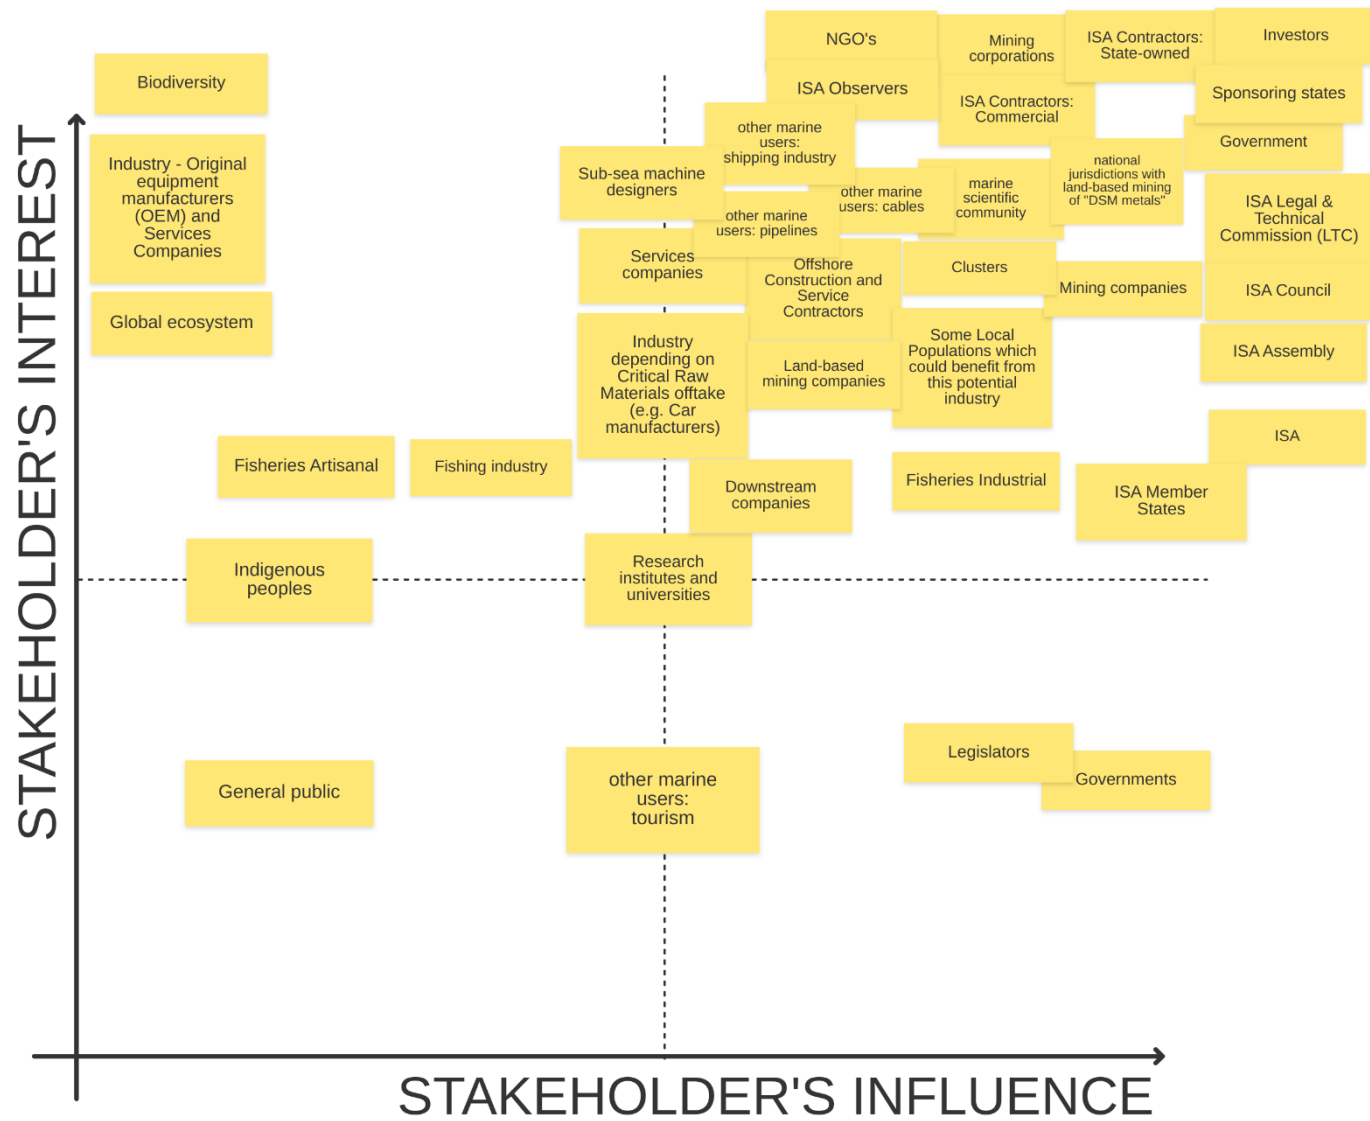 STAKEHOLDER'S INTEREST
Biodiversity
Industry - Original
equipment
manufacturers
(OEM) and
Services
Companies
Global ecosystem
Fisheries Artisanal
Fishing industry
Indigenous
peoples
General public
NGO's
ISA Observers
Mining
corporations
ISA Contractors:
Commercial
ISA Contractors:
State-owned
Investors
Sponsoring states
Government
other marine
users:
shipping industry
Sub-sea machine
designers
other marine
users: cables
other marine
users: pipelines
marine
scientific
community
national
jurisdictions with
land-based mining
of "DSM metals"
ISA Legal &
Technical
Commission (LTC)
Services
companies
Offshore
Construction and
Service
Contractors
Clusters
Mining companies
ISA Council
Industry
depending on
Critical Raw
Materials offtake
(e.g. Car
manufacturers)
Land-based
mining companies
Some Local
Populations which
could benefit from
this potential
industry
ISA Assembly
ISA
Downstream
companies
Fisheries Industrial
ISA Member
States
Research
institutes and
universities
other marine
users:
tourism
Legislators
Governments
STAKEHOLDER'S INFLUENCE